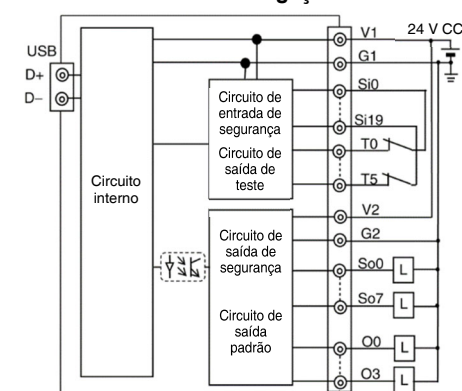 24 V CC
V1
USB
G1
D+
Si0
D–
Circuito de
entrada de
segurança
Si19
T0
Circuito de
saída de
teste
Circuito
interno
T5
V2
Circuito de
saída de
segurança
G2
So0
L
So7
L
Circuito de
saída
padrão
O0
L
O3
L